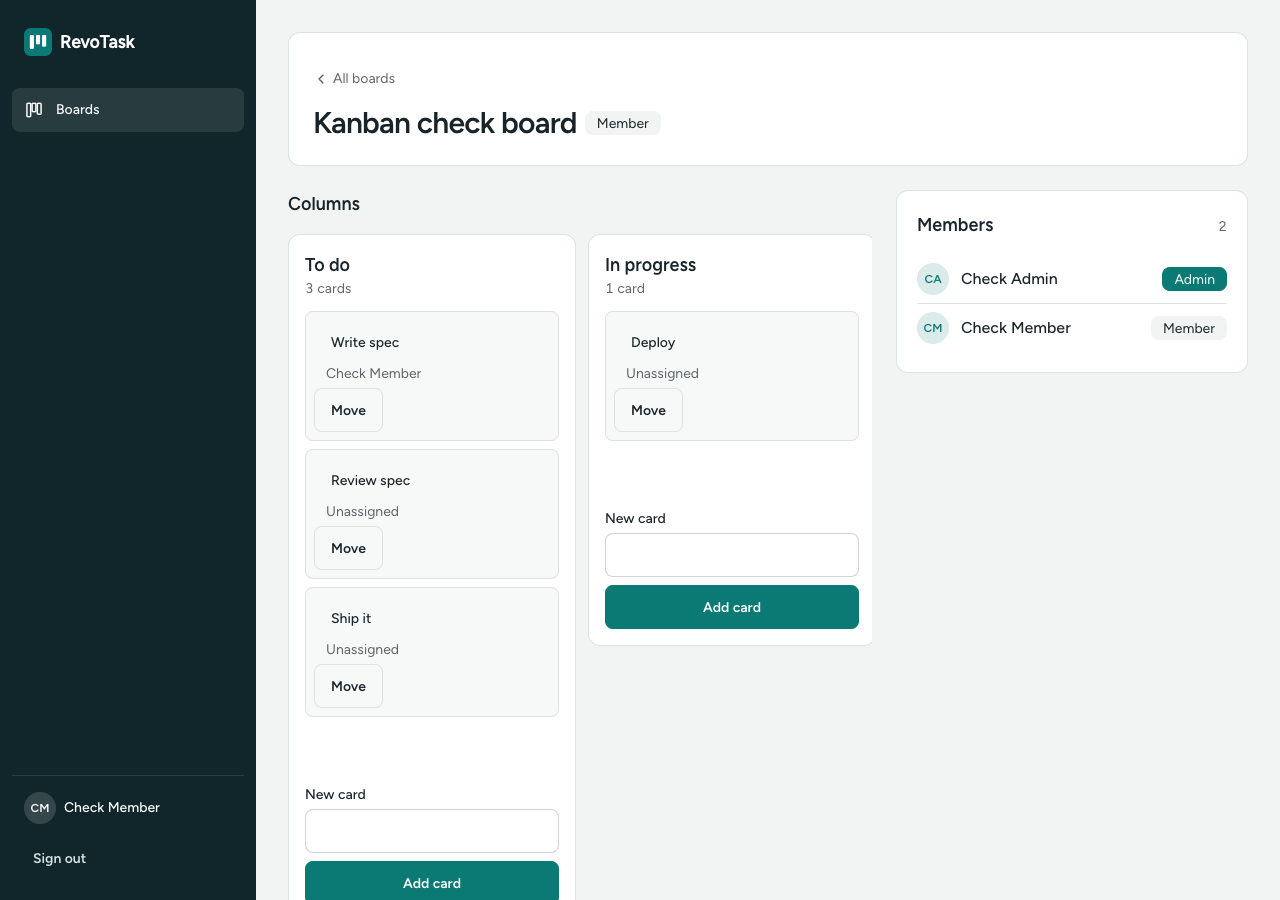 RevoTask
Boards
All boards
Kanban check board
Member
Columns
To do
3 cards
Write spec
Check Member
Move
Review spec
Unassigned
Move
Ship it
Unassigned
Move
New card
Add card
In progress
1 card
Deploy
Unassigned
Move
New card
Add card
Members
2
CA
Check Admin
Admin
CM
Check Member
Member
CM
Check Member
Sign out